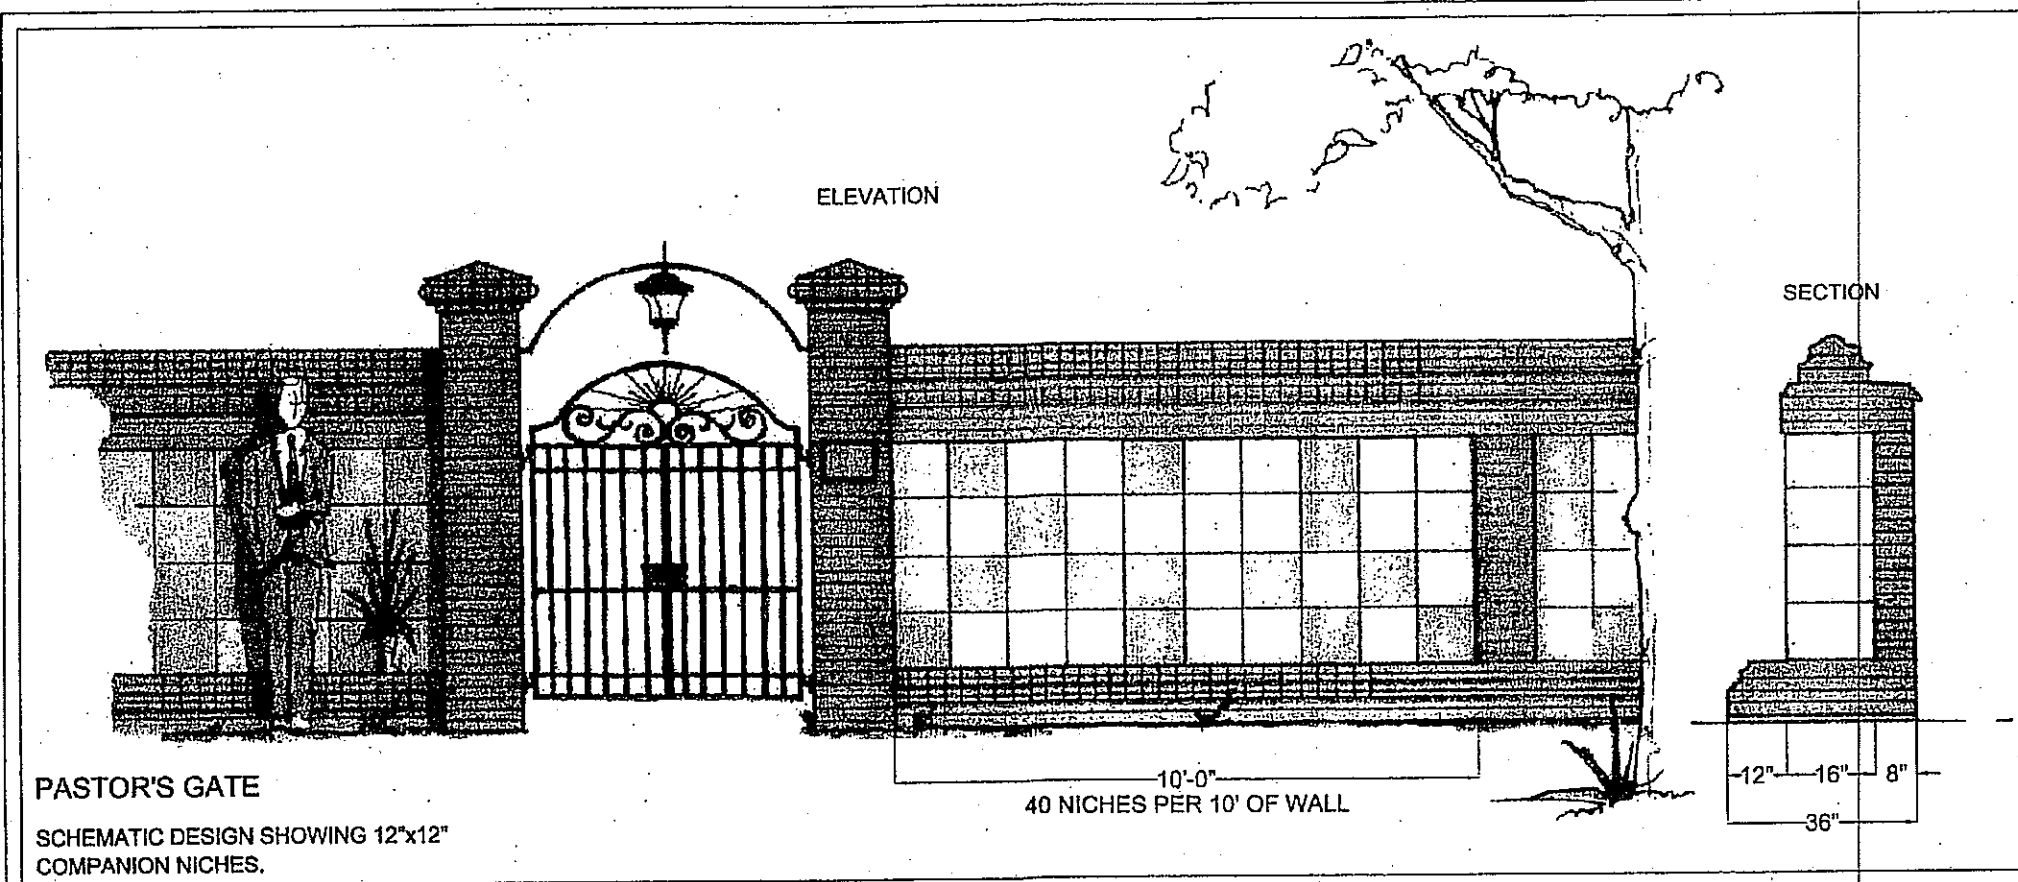 ELEVATION
SECTION
PASTOR'S GATE
SCHEMATIC DESIGN SHOWING 12"x12"
COMPANION NICHES.
10'-0"
40 NICHES PER 10' OF WALL
12" 16" 8"
36"